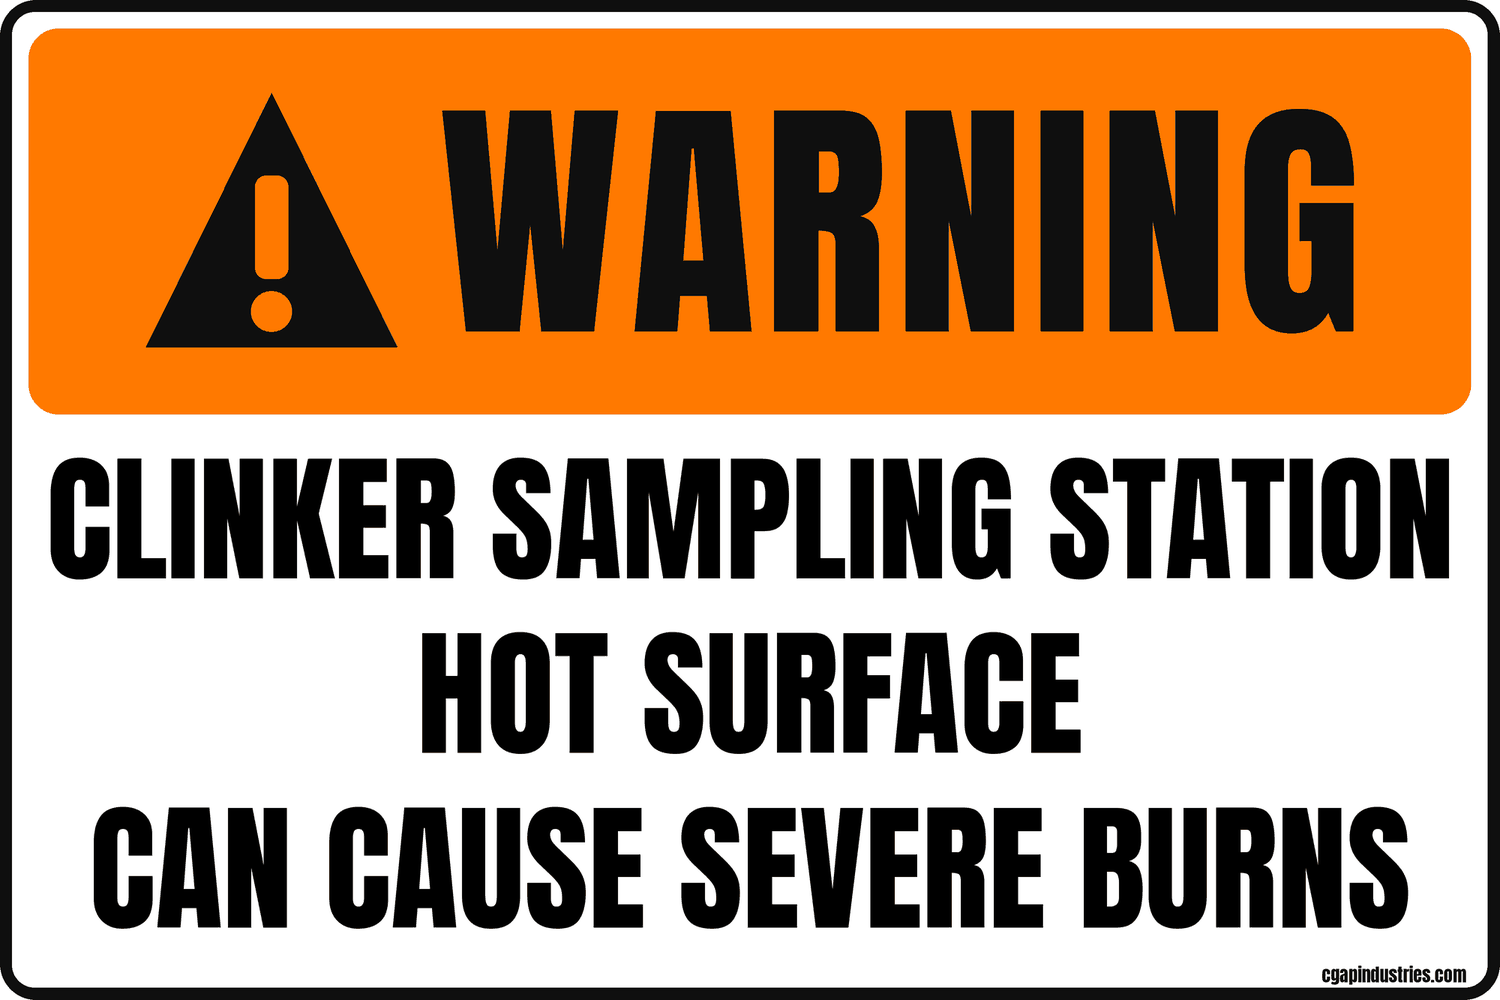 WARNING
CLINKER SAMPLING STATION
HOT SURFACE
CAN CAUSE SEVERE BURNS
cgapindustries.com